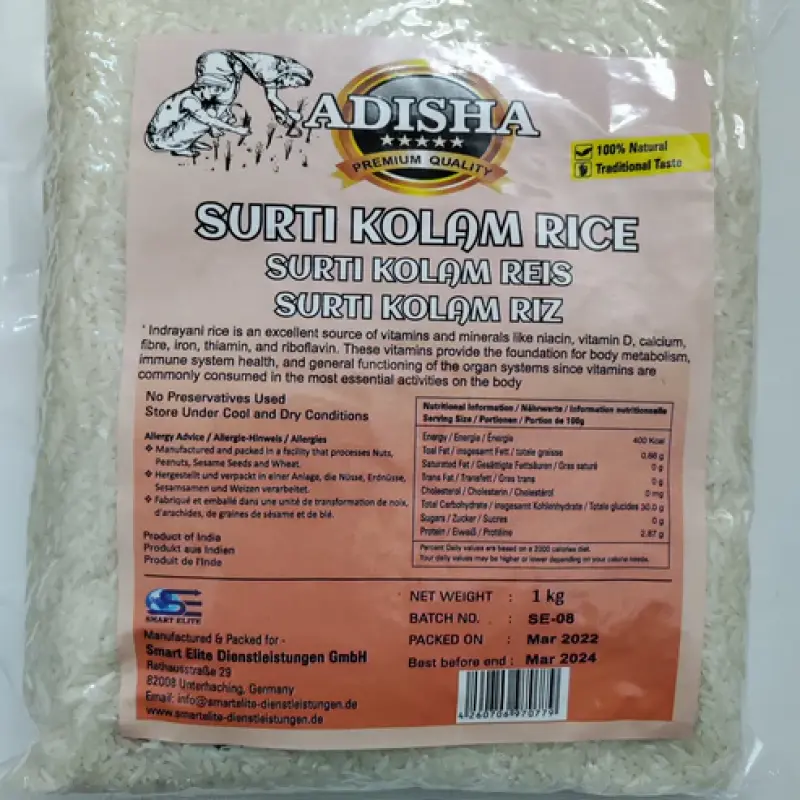 ADISHA
PREMIUM QUALITY
100% Natural
Traditional Taste
SURTI KOLAM RICE
SURTI KOLAM REIS
SURTI KOLAM RIZ
' Indrayani rice is an excellent source of vitamins and minerals like niacin, vitamin D, calcium,
fibre, iron, thiamin, and riboflavin. These vitamins provide the foundation for body metabolism,
immune system health, and general functioning of the organ systems since vitamins are
commonly consumed in the most essential activities on the body
No Preservatives Used
Store Under Cool and Dry Conditions
Allergy Advice / Allergie-Hinweis / Allergies
❖ Manufactured and packed in a facility that processes Nuts,
Peanuts, Sesame Seeds and Wheat.
❖ Hergestellt und verpackt in einer Anlage, die Nüsse, Erdnüsse,
Sesamsamen und Weizen verarbeitet.
❖ Fabriqué et emballé dans une unité de transformation de noix,
d'arachides, de graines de sésame et de blé.
Product of India
Produkt aus Indien
Produit de l'Inde
Nutritional Information / Nährwerte / Information nutritionnelle
Serving Size / Portionen / Portion de 100g
Energy / Energie / Énergie 400 Kcal
Toal Fat / insgesamt Fett / totale graisse 0.66 g
Saturated Fat / Gesättigte Fettsäuren / Gras saturé 0 g
Trans Fat / Transfett / Gras trans 0 g
Cholesterol / Cholesterin / Cholestérol 0 mg
Total Carbohydrate / insgesamt Kohlenhydrate / Totale glucides 30.0 g
Sugars / Zucker / Sucres 0 g
Protein / Eiweiß / Protéine 2.67 g
Percent Daily values are based on a 2000 calories diet.
Your daily values may be higher or lower depending on your calorie needs.
SE
SMART ELITE
Manufactured & Packed for -
Smart Elite Dienstleistungen GmbH
Rathausstraße 29
82008 Unterhaching, Germany
Email: info@smartelite-dienstleistungen.de
www.smartelite-dienstleistungen.de
NET WEIGHT : 1 kg
BATCH NO. : SE-08
PACKED ON : Mar 2022
Best before end : Mar 2024
4 260706 970779